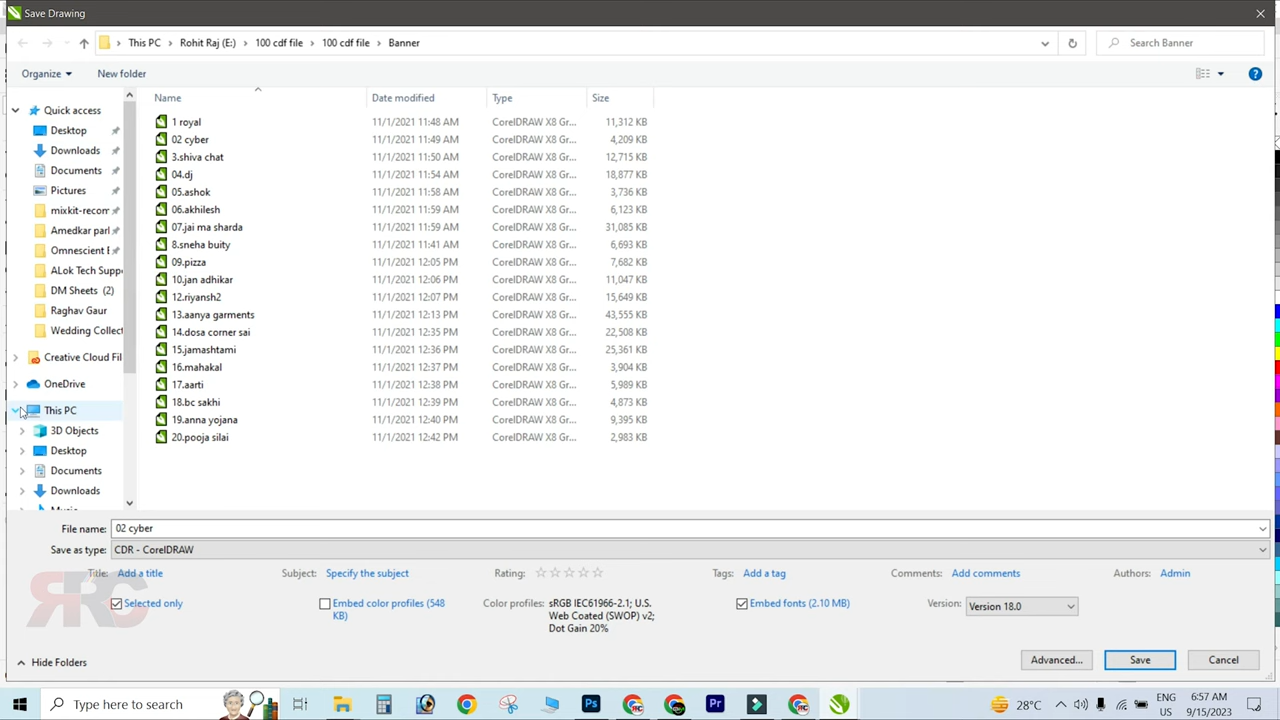 Save Drawing
This PC > Rohit Raj (E:) > 100 cdf file > 100 cdf file > Banner
Search Banner
Organize
New folder
Name Date modified Type Size
Quick access
Desktop
Downloads
Documents
Pictures
mixkit-recom
Amedkar parl
Omnescient E
ALok Tech Suppo
DM Sheets (2)
Raghav Gaur
Wedding Collect
Creative Cloud Fil
OneDrive
This PC
3D Objects
Desktop
Documents
Downloads
1 royal 11/1/2021 11:48 AM CorelDRAW X8 Gr... 11,312 KB
02 cyber 11/1/2021 11:49 AM CorelDRAW X8 Gr... 4,209 KB
3.shiva chat 11/1/2021 11:50 AM CorelDRAW X8 Gr... 12,715 KB
04.dj 11/1/2021 11:54 AM CorelDRAW X8 Gr... 18,877 KB
05.ashok 11/1/2021 11:58 AM CorelDRAW X8 Gr... 3,736 KB
06.akhilesh 11/1/2021 11:59 AM CorelDRAW X8 Gr... 6,123 KB
07.jai ma sharda 11/1/2021 11:59 AM CorelDRAW X8 Gr... 31,085 KB
8.sneha buity 11/1/2021 11:41 AM CorelDRAW X8 Gr... 6,693 KB
09.pizza 11/1/2021 12:05 PM CorelDRAW X8 Gr... 7,682 KB
10.jan adhikar 11/1/2021 12:06 PM CorelDRAW X8 Gr... 11,047 KB
12.riyansh2 11/1/2021 12:07 PM CorelDRAW X8 Gr... 15,649 KB
13.aanya garments 11/1/2021 12:13 PM CorelDRAW X8 Gr... 43,555 KB
14.dosa corner sai 11/1/2021 12:35 PM CorelDRAW X8 Gr... 22,508 KB
15.jamashtami 11/1/2021 12:36 PM CorelDRAW X8 Gr... 25,361 KB
16.mahakal 11/1/2021 12:37 PM CorelDRAW X8 Gr... 3,904 KB
17.aarti 11/1/2021 12:38 PM CorelDRAW X8 Gr... 5,989 KB
18.bc sakhi 11/1/2021 12:39 PM CorelDRAW X8 Gr... 4,873 KB
19.anna yojana 11/1/2021 12:40 PM CorelDRAW X8 Gr... 9,395 KB
20.pooja silai 11/1/2021 12:42 PM CorelDRAW X8 Gr... 2,983 KB
File name: 02 cyber
Save as type: CDR - CorelDRAW
Title: Add a title Subject: Specify the subject Rating: Tags: Add a tag Comments: Add comments Authors: Admin
Selected only
Embed color profiles (548
KB)
Color profiles: sRGB IEC61966-2.1; U.S.
Web Coated (SWOP) v2;
Dot Gain 20%
Embed fonts (2.10 MB)
Version: Version 18.0
RRC
Hide Folders
Advanced... Save Cancel
Type here to search
28°C
ENG
US
6:57 AM
9/15/2023